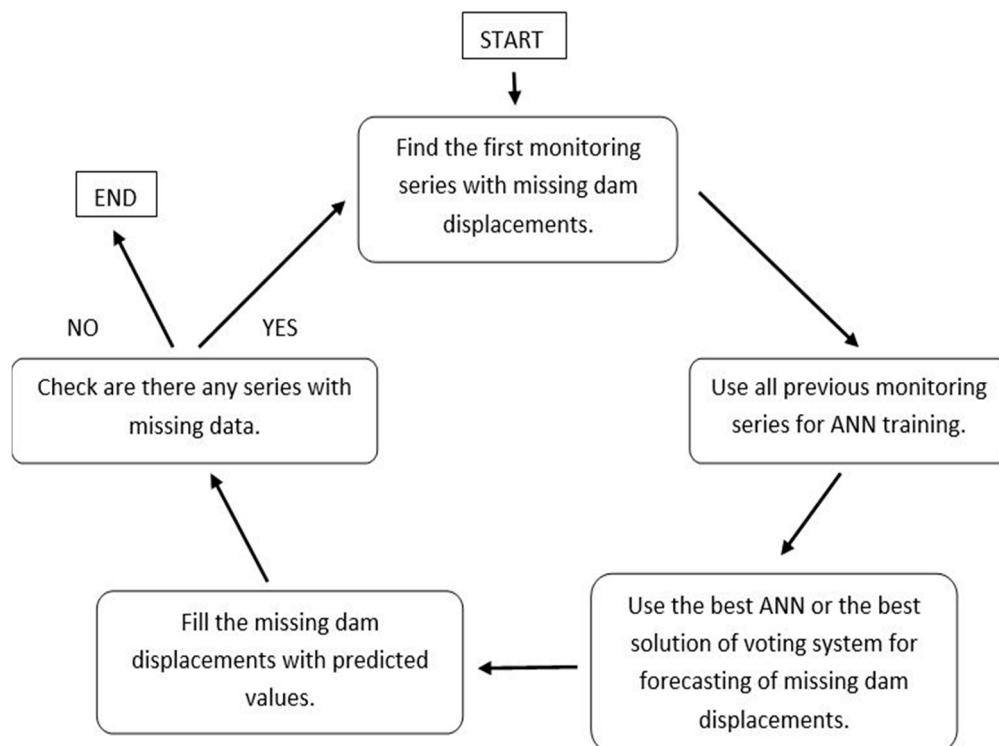 START
Find the first monitoring
series with missing dam
displacements.
Use all previous monitoring
series for ANN training.
Use the best ANN or the best
solution of voting system for
forecasting of missing dam
displacements.
Fill the missing dam
displacements with predicted
values.
Check are there any series with
missing data.
NO
YES
END